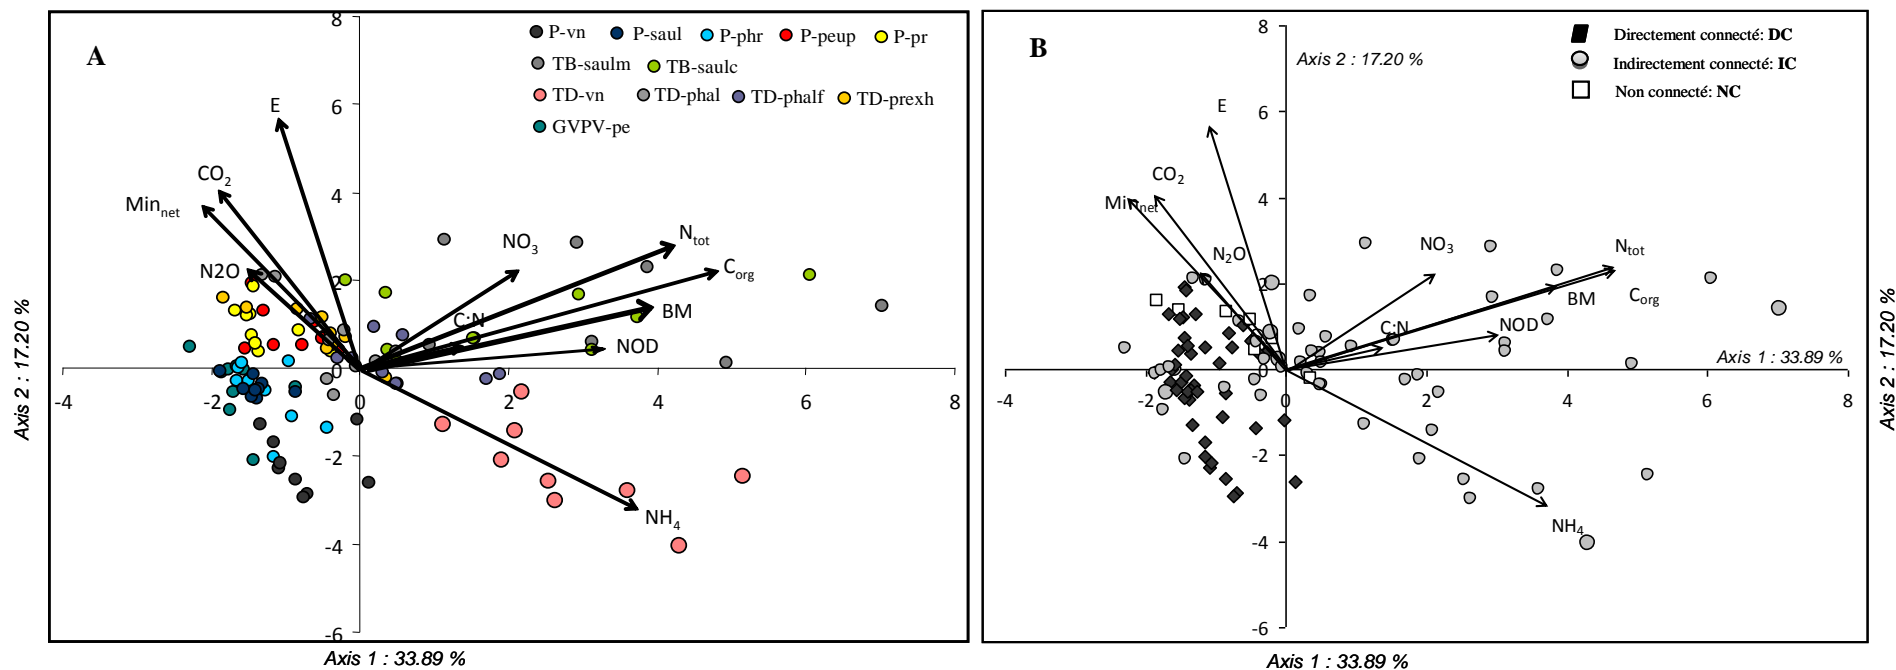 A
P-vn P-saul P-phr P-peup P-pr
TB-saulm TB-saulc
TD-vn TD-phal TD-phalf TD-prexh
GVPV-pe
8
6
4
2
0
-2
-4
-6
-4 -2 0 2 4 6 8
E
CO2
Minnet
N2O
NO3
Ntot
Corg
BM
C:N
NOD
NH4
Axis 2 : 17.20 %
Axis 1 : 33.89 %
B
Directement connecté: DC
Indirectement connecté: IC
Non connecté: NC
Axis 2 : 17.20 %
8
6
4
2
0
-2
-4
-6
-4 -2 0 2 4 6 8
E
CO2
Minnet
N2O
NO3
Ntot
Corg
BM
C:N
NOD
NH4
Axis 1 : 33.89 %
Axis 1 : 33.89 %
Axis 2 : 17.20 %